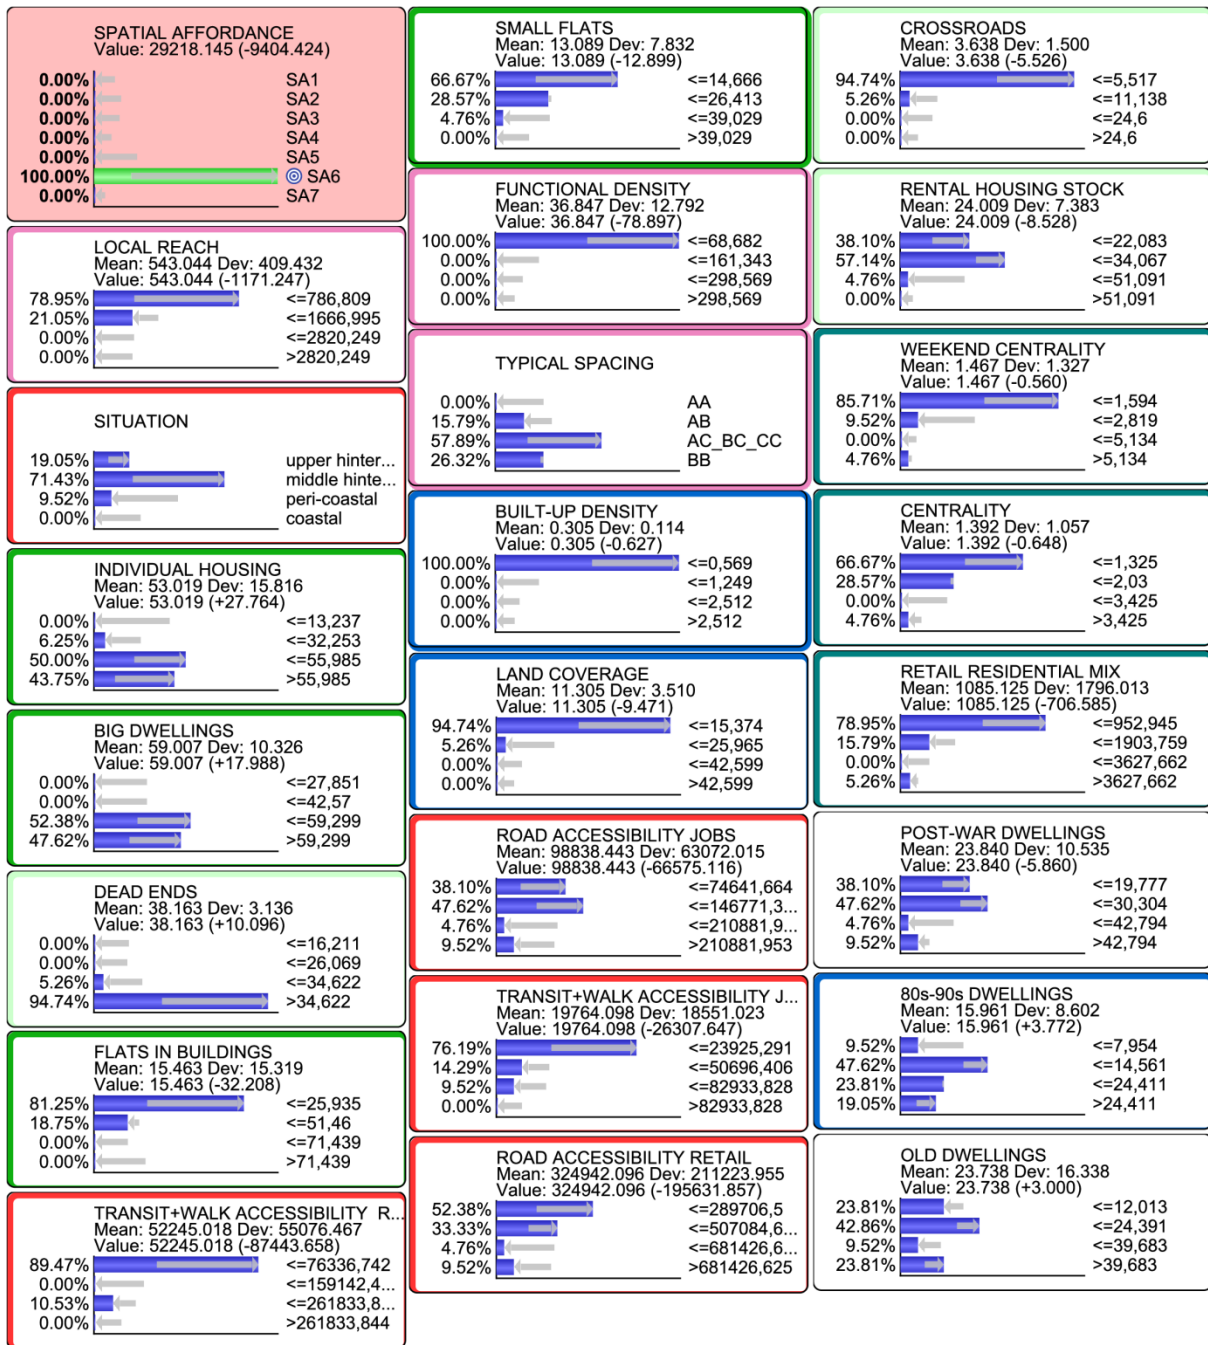 SPATIAL AFFORDANCE
Value: 29218.145 (-9404.424)
0.00% SA1
0.00% SA2
0.00% SA3
0.00% SA4
0.00% SA5
100.00% SA6
0.00% SA7
LOCAL REACH
Mean: 543.044 Dev: 409.432
Value: 543.044 (-1171.247)
78.95% <=786,809
21.05% <=1666,995
0.00% <=2820,249
0.00% >2820,249
SITUATION
19.05% upper hinter...
71.43% middle hinte...
9.52% peri-coastal
0.00% coastal
INDIVIDUAL HOUSING
Mean: 53.019 Dev: 15.816
Value: 53.019 (+27.764)
0.00% <=13,237
6.25% <=32,253
50.00% <=55,985
43.75% >55,985
BIG DWELLINGS
Mean: 59.007 Dev: 10.326
Value: 59.007 (+17.988)
0.00% <=27,851
0.00% <=42,57
52.38% <=59,299
47.62% >59,299
DEAD ENDS
Mean: 38.163 Dev: 3.136
Value: 38.163 (+10.096)
0.00% <=16,211
0.00% <=26,069
5.26% <=34,622
94.74% >34,622
FLATS IN BUILDINGS
Mean: 15.463 Dev: 15.319
Value: 15.463 (-32.208)
81.25% <=25,935
18.75% <=51,46
0.00% <=71,439
0.00% >71,439
TRANSIT+WALK ACCESSIBILITY R...
Mean: 52245.018 Dev: 55076.467
Value: 52245.018 (-87443.658)
89.47% <=76336,742
0.00% <=159142,4...
10.53% <=261833,8...
0.00% >261833,844
SMALL FLATS
Mean: 13.089 Dev: 7.832
Value: 13.089 (-12.899)
66.67% <=14,666
28.57% <=26,413
4.76% <=39,029
0.00% >39,029
FUNCTIONAL DENSITY
Mean: 36.847 Dev: 12.792
Value: 36.847 (-78.897)
100.00% <=68,682
0.00% <=161,343
0.00% <=298,569
0.00% >298,569
TYPICAL SPACING
0.00% AA
15.79% AB
57.89% AC_BC_CC
26.32% BB
BUILT-UP DENSITY
Mean: 0.305 Dev: 0.114
Value: 0.305 (-0.627)
100.00% <=0,569
0.00% <=1,249
0.00% <=2,512
0.00% >2,512
LAND COVERAGE
Mean: 11.305 Dev: 3.510
Value: 11.305 (-9.471)
94.74% <=15,374
5.26% <=25,965
0.00% <=42,599
0.00% >42,599
ROAD ACCESSIBILITY JOBS
Mean: 98838.443 Dev: 63072.015
Value: 98838.443 (-66575.116)
38.10% <=74641,664
47.62% <=146771,3...
4.76% <=210881,9...
9.52% >210881,953
TRANSIT+WALK ACCESSIBILITY J...
Mean: 19764.098 Dev: 18551.023
Value: 19764.098 (-26307.647)
76.19% <=23925,291
14.29% <=50696,406
9.52% <=82933,828
0.00% >82933,828
ROAD ACCESSIBILITY RETAIL
Mean: 324942.096 Dev: 211223.955
Value: 324942.096 (-195631.857)
52.38% <=289706,5
33.33% <=507084,6...
4.76% <=681426,6...
9.52% >681426,625
CROSSROADS
Mean: 3.638 Dev: 1.500
Value: 3.638 (-5.526)
94.74% <=5,517
5.26% <=11,138
0.00% <=24,6
0.00% >24,6
RENTAL HOUSING STOCK
Mean: 24.009 Dev: 7.383
Value: 24.009 (-8.528)
38.10% <=22,083
57.14% <=34,067
4.76% <=51,091
0.00% >51,091
WEEKEND CENTRALITY
Mean: 1.467 Dev: 1.327
Value: 1.467 (-0.560)
85.71% <=1,594
9.52% <=2,819
0.00% <=5,134
4.76% >5,134
CENTRALITY
Mean: 1.392 Dev: 1.057
Value: 1.392 (-0.648)
66.67% <=1,325
28.57% <=2,03
0.00% <=3,425
4.76% >3,425
RETAIL RESIDENTIAL MIX
Mean: 1085.125 Dev: 1796.013
Value: 1085.125 (-706.585)
78.95% <=952,945
15.79% <=1903,759
0.00% <=3627,662
5.26% >3627,662
POST-WAR DWELLINGS
Mean: 23.840 Dev: 10.535
Value: 23.840 (-5.860)
38.10% <=19,777
47.62% <=30,304
4.76% <=42,794
9.52% >42,794
80s-90s DWELLINGS
Mean: 15.961 Dev: 8.602
Value: 15.961 (+3.772)
9.52% <=7,954
47.62% <=14,561
23.81% <=24,411
19.05% >24,411
OLD DWELLINGS
Mean: 23.738 Dev: 16.338
Value: 23.738 (+3.000)
23.81% <=12,013
42.86% <=24,391
9.52% <=39,683
23.81% >39,683